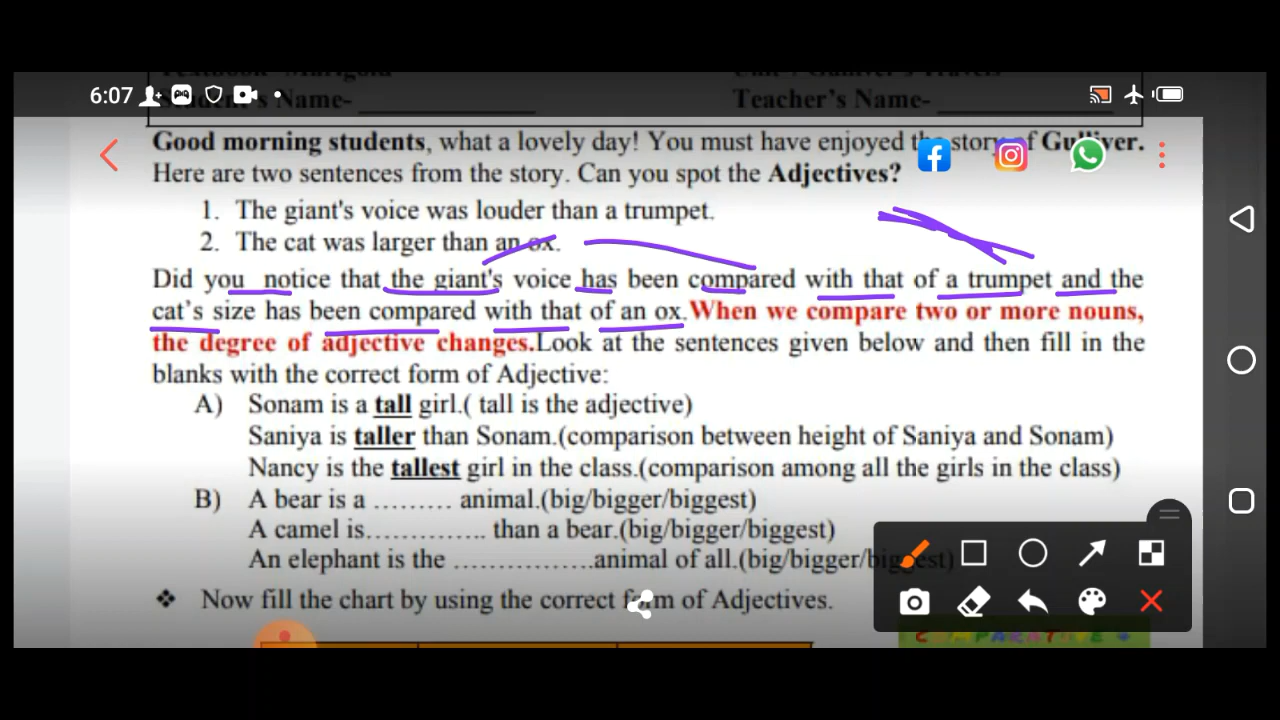 6:07
Name- Teacher's Name-
Good morning students, what a lovely day! You must have enjoyed the story of Gulliver.
Here are two sentences from the story. Can you spot the Adjectives?
1. The giant's voice was louder than a trumpet.
2. The cat was larger than an ox.
Did you notice that the giant's voice has been compared with that of a trumpet and the
cat's size has been compared with that of an ox.When we compare two or more nouns,
the degree of adjective changes.Look at the sentences given below and then fill in the
blanks with the correct form of Adjective:
A) Sonam is a tall girl.( tall is the adjective)
Saniya is taller than Sonam.(comparison between height of Saniya and Sonam)
Nancy is the tallest girl in the class.(comparison among all the girls in the class)
B) A bear is a ……… animal.(big/bigger/biggest)
A camel is………….. than a bear.(big/bigger/biggest)
An elephant is the …………….animal of all.(big/bigger/biggest)
❖ Now fill the chart by using the correct form of Adjectives.
COMPARATIVE